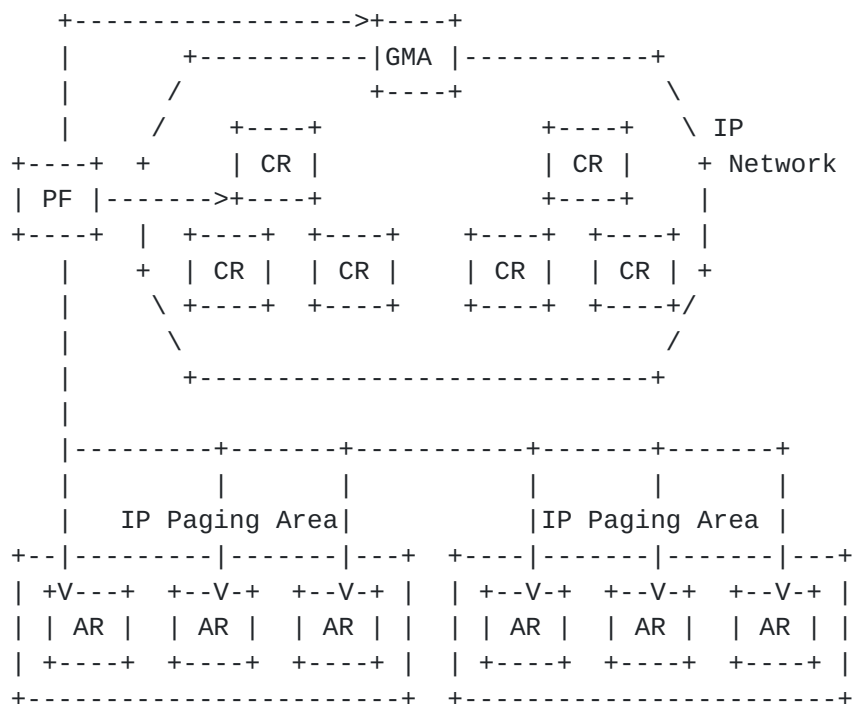 GMA
IP
CR CR
Network
PF
CR CR CR CR
IP Paging Area IP Paging Area
V V V V V V
AR AR AR AR AR AR